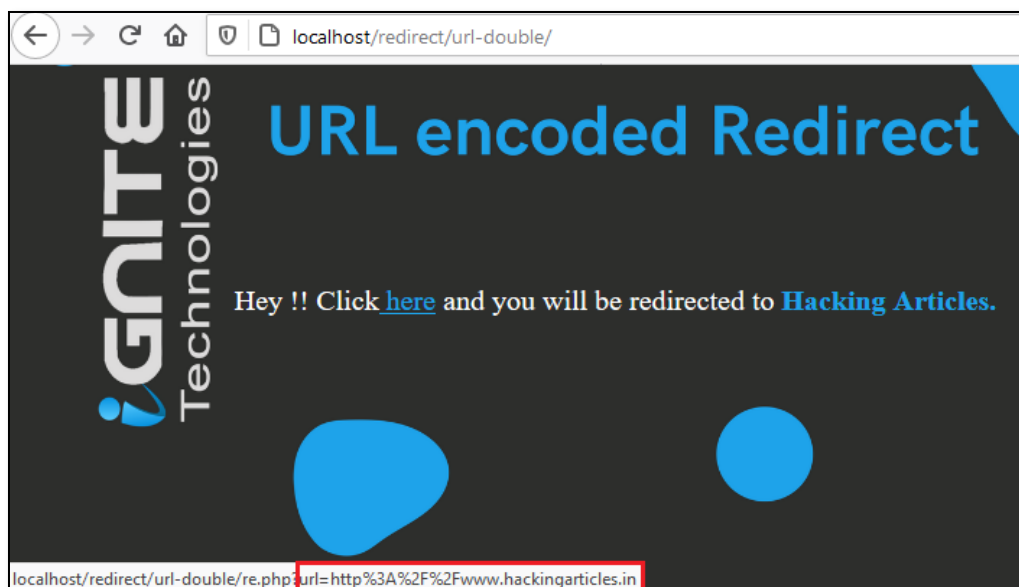 localhost/redirect/url-double/
iGNITE
Technologies
URL encoded Redirect
Hey !! Click here and you will be redirected to Hacking Articles.
localhost/redirect/url-double/re.php?url=http%3A%2F%2Fwww.hackingarticles.in